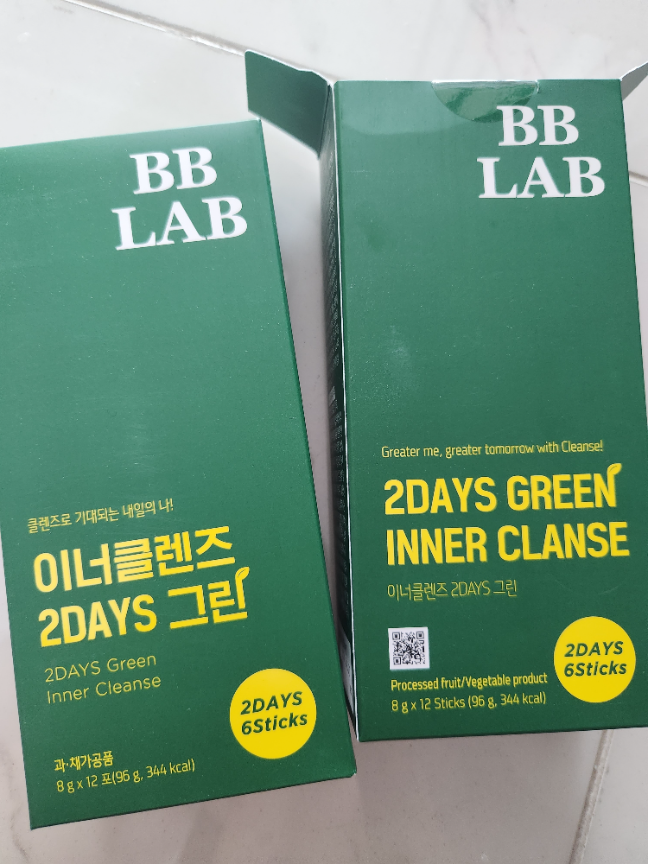 BB
LAB
클렌즈로 기대되는 내일의 나!
이너클렌즈
2DAYS 그린
2DAYS Green
Inner Cleanse
2DAYS
6Sticks
과·채가공품
8 g x 12 포(96 g, 344 kcal)
BB
LAB
Greater me, greater tomorrow with Cleanse!
2DAYS GREEN
INNER CLANSE
이너클렌즈 2DAYS 그린
2DAYS
6Sticks
Processed fruit/Vegetable product
8 g x 12 Sticks (96 g, 344 kcal)